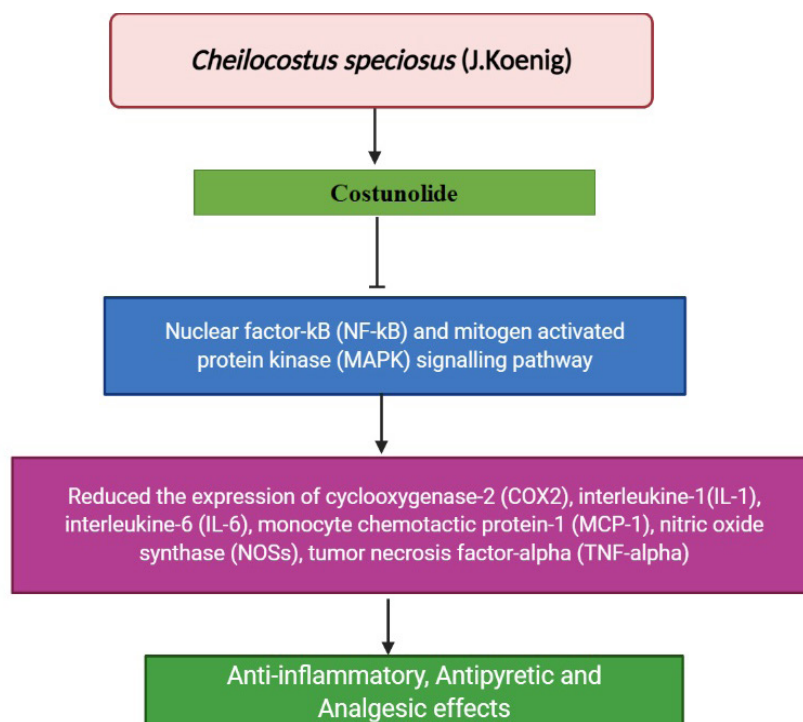 Cheilocostus speciosus (J.Koenig)
Costunolide
Nuclear factor-kB (NF-kB) and mitogen activated
protein kinase (MAPK) signalling pathway
Reduced the expression of cyclooxygenase-2 (COX2), interleukine-1(IL-1),
interleukine-6 (IL-6), monocyte chemotactic protein-1 (MCP-1), nitric oxide
synthase (NOSs), tumor necrosis factor-alpha (TNF-alpha)
Anti-inflammatory, Antipyretic and
Analgesic effects